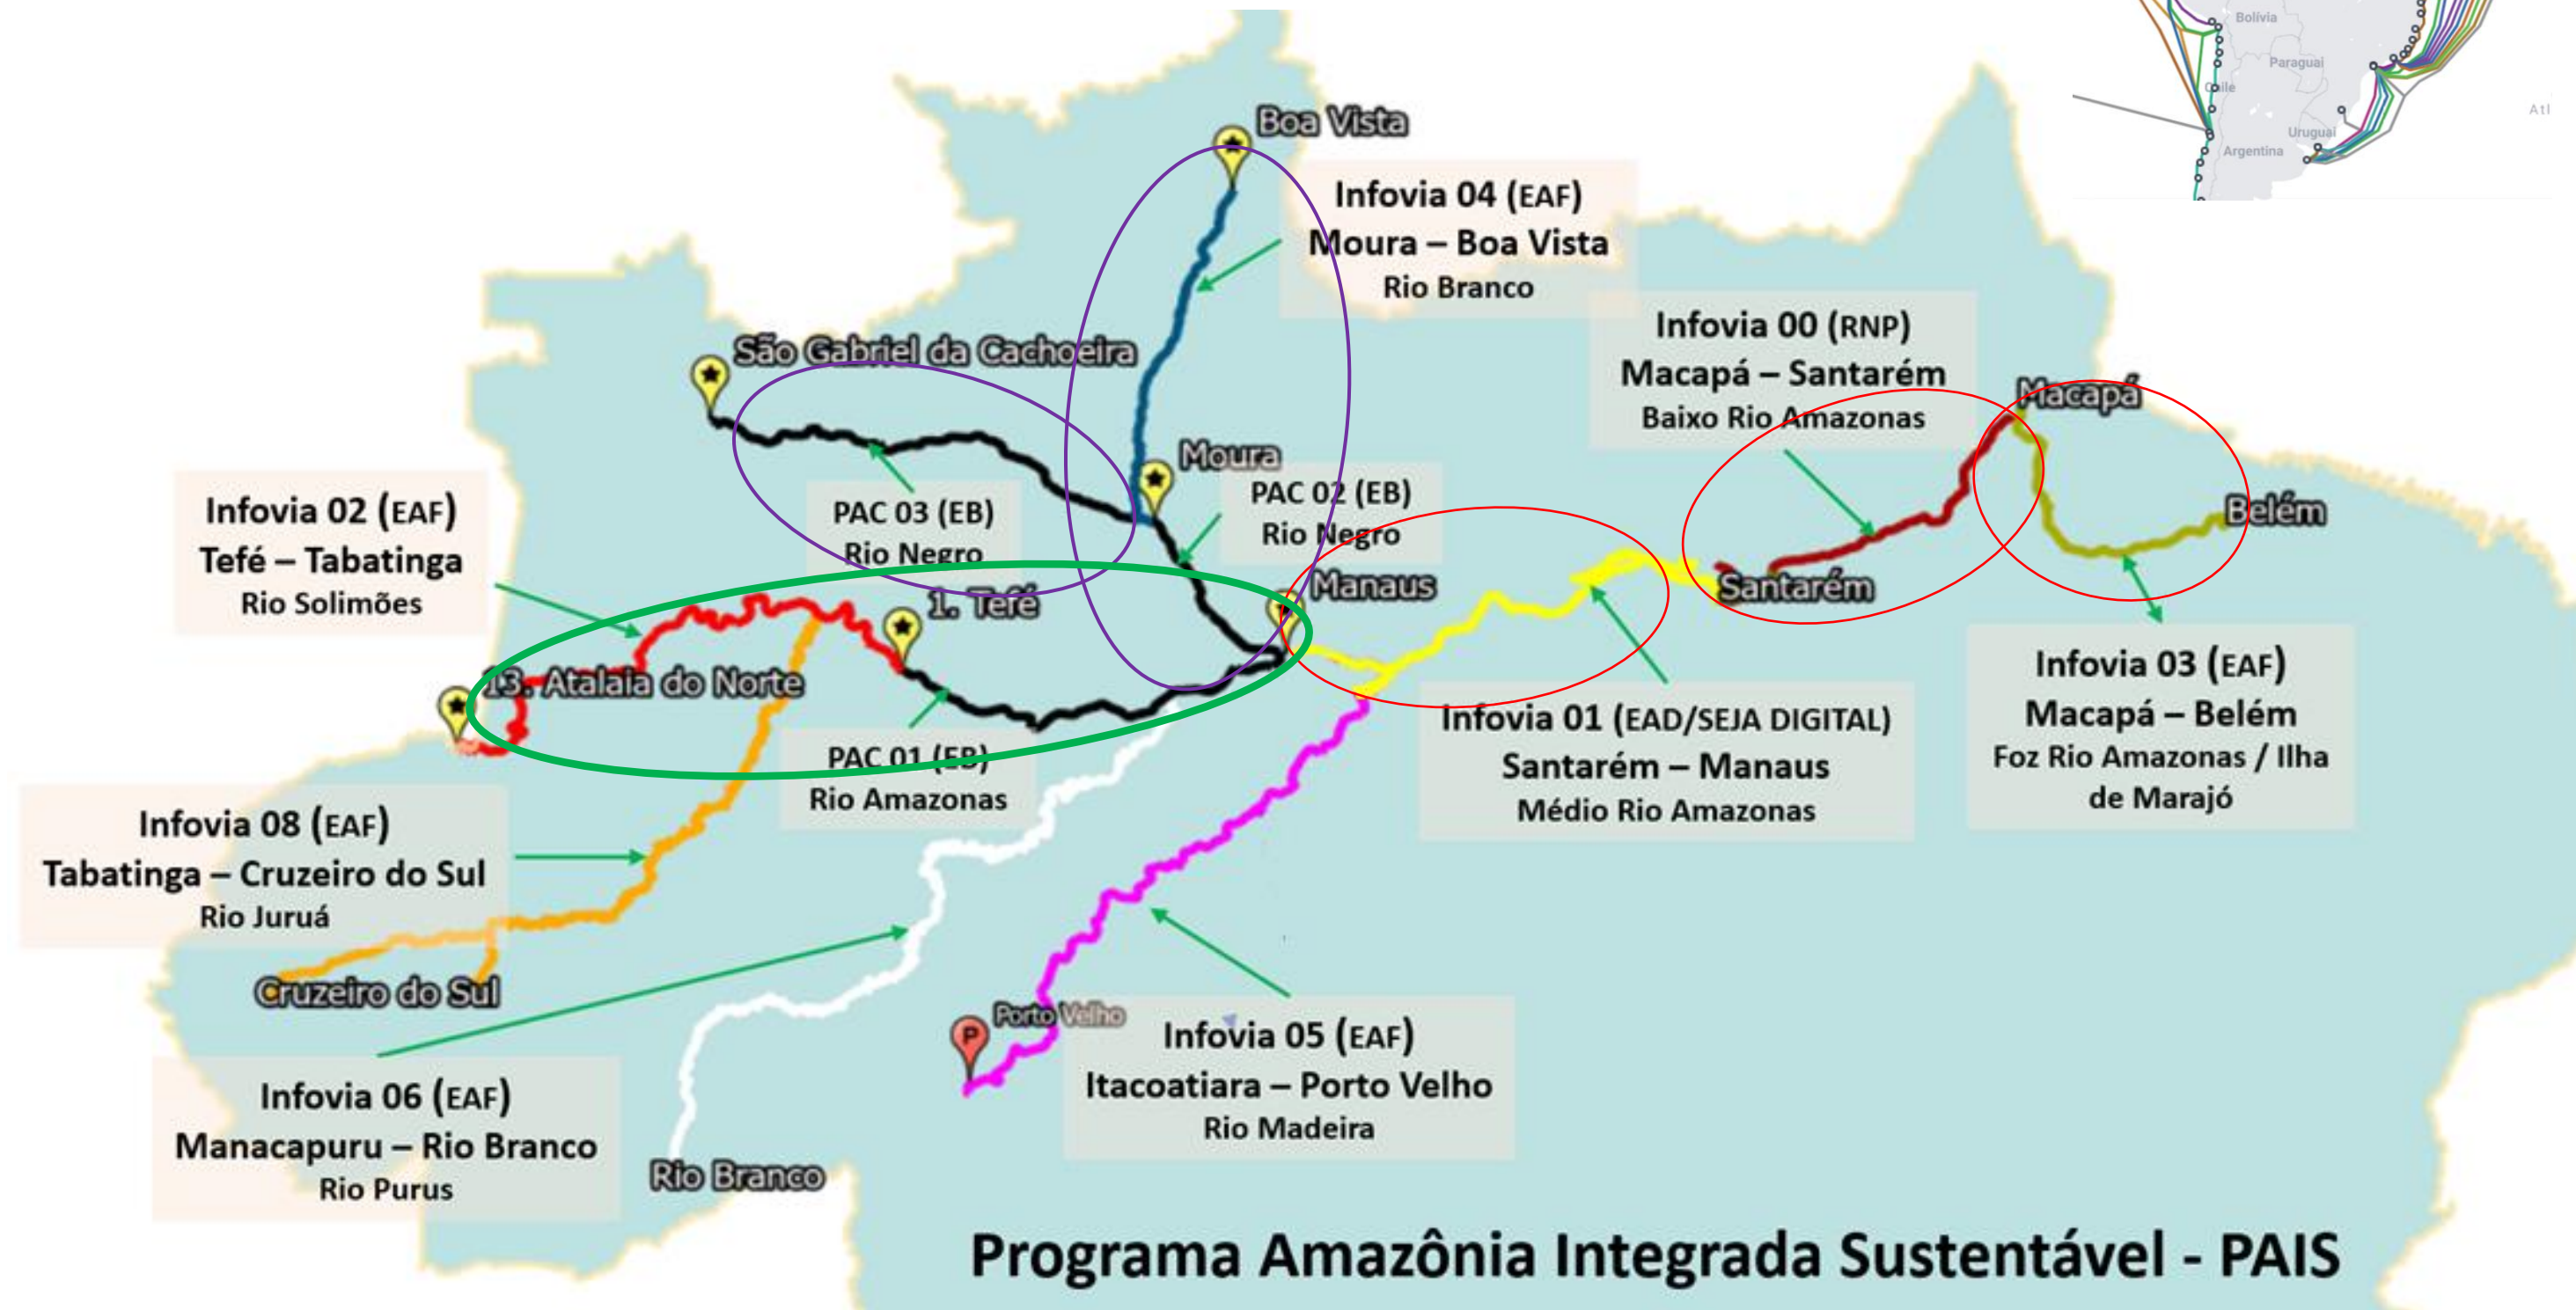 Bolívia
Paraguai
Chile
Atl
Uruguai
Argentina
Boa Vista
Infovia 04 (EAF)
Moura – Boa Vista
Rio Branco
Infovia 00 (RNP)
Macapá – Santarém
Baixo Rio Amazonas
São Gabriel da Cachoeira
Macapá
Moura
PAC 02 (EB)
Rio Negro
PAC 03 (EB)
Rio Negro
Infovia 02 (EAF)
Tefé – Tabatinga
Rio Solimões
Belém
1. Tefé
Manaus
Santarém
13. Atalaia do Norte
Infovia 03 (EAF)
Macapá – Belém
Foz Rio Amazonas / Ilha
de Marajó
Infovia 01 (EAD/SEJA DIGITAL)
Santarém – Manaus
Médio Rio Amazonas
PAC 01 (EB)
Rio Amazonas
Infovia 08 (EAF)
Tabatinga – Cruzeiro do Sul
Rio Juruá
Cruzeiro do Sul
P
Porto Velho
Infovia 05 (EAF)
Itacoatiara – Porto Velho
Rio Madeira
Infovia 06 (EAF)
Manacapuru – Rio Branco
Rio Purus
Rio Branco
Programa Amazônia Integrada Sustentável - PAIS